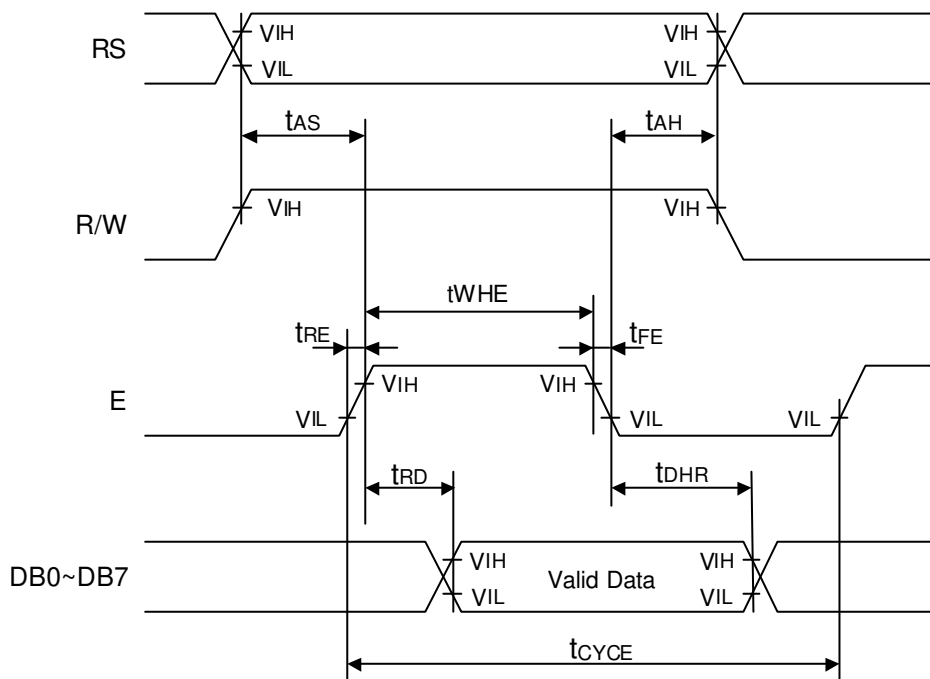 RS
VIH
VIL
VIH
VIL
tAS
tAH
R/W
VIH
VIH
tWHE
tRE
tFE
E
VIH
VIH
VIL
VIL
VIL
tRD
tDHR
DB0~DB7
VIH
VIL
Valid Data
VIH
VIL
tCYCE